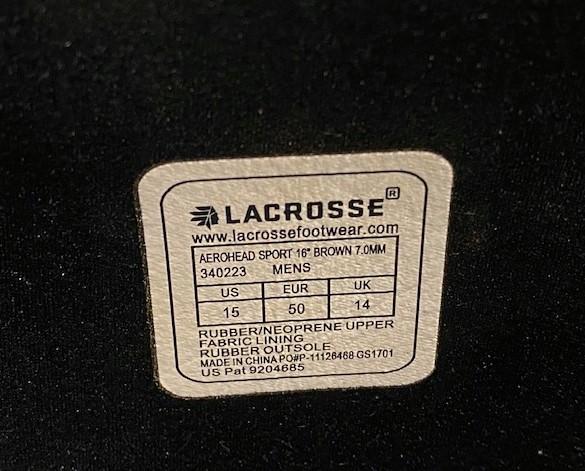 LACROSSE®
www.lacrossefootwear.com
AEROHEAD SPORT 16" BROWN 7.0MM
340223 MENS
US EUR UK
15 50 14
RUBBER/NEOPRENE UPPER
FABRIC LINING
RUBBER OUTSOLE
MADE IN CHINA PO#P-11126468 GS1701
US Pat 9204685